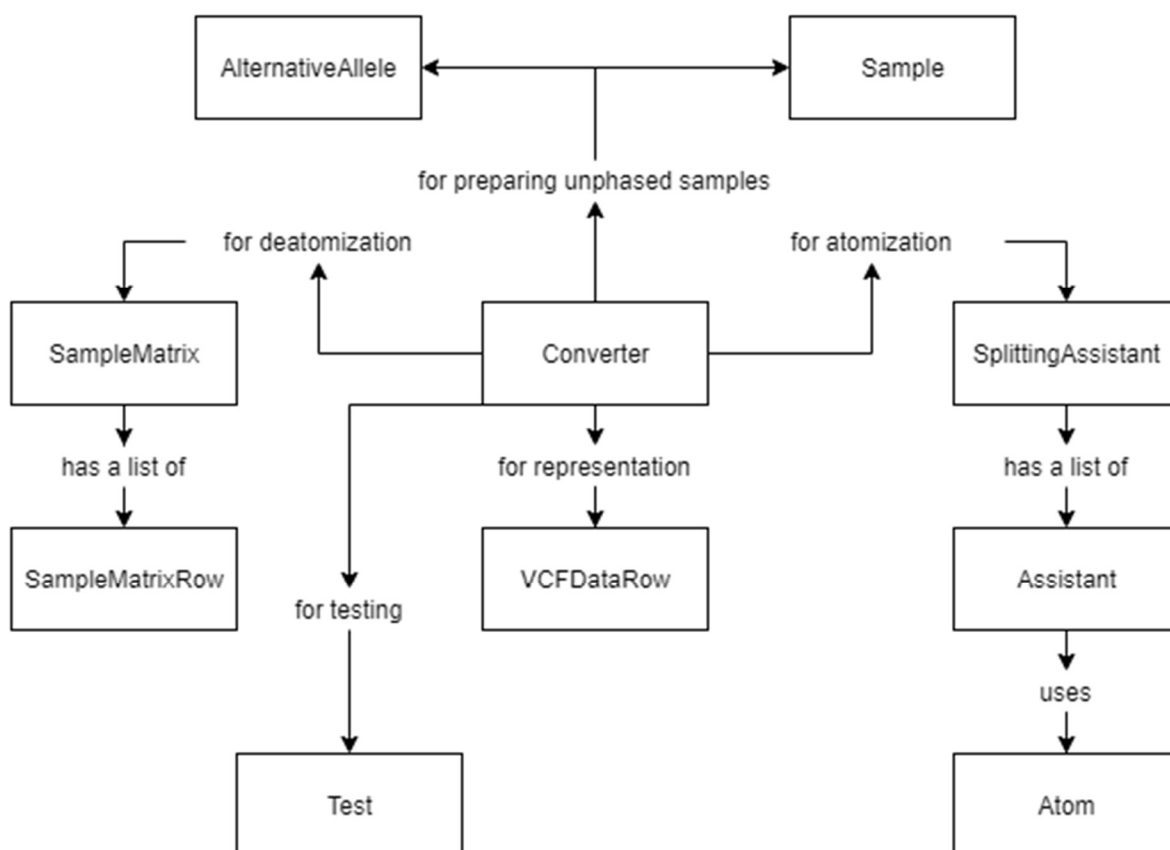 AlternativeAllele
Sample
for preparing unphased samples
for deatomization
for atomization
SampleMatrix
Converter
SplittingAssistant
has a list of
for representation
has a list of
SampleMatrixRow
VCFDataRow
Assistant
for testing
uses
Test
Atom